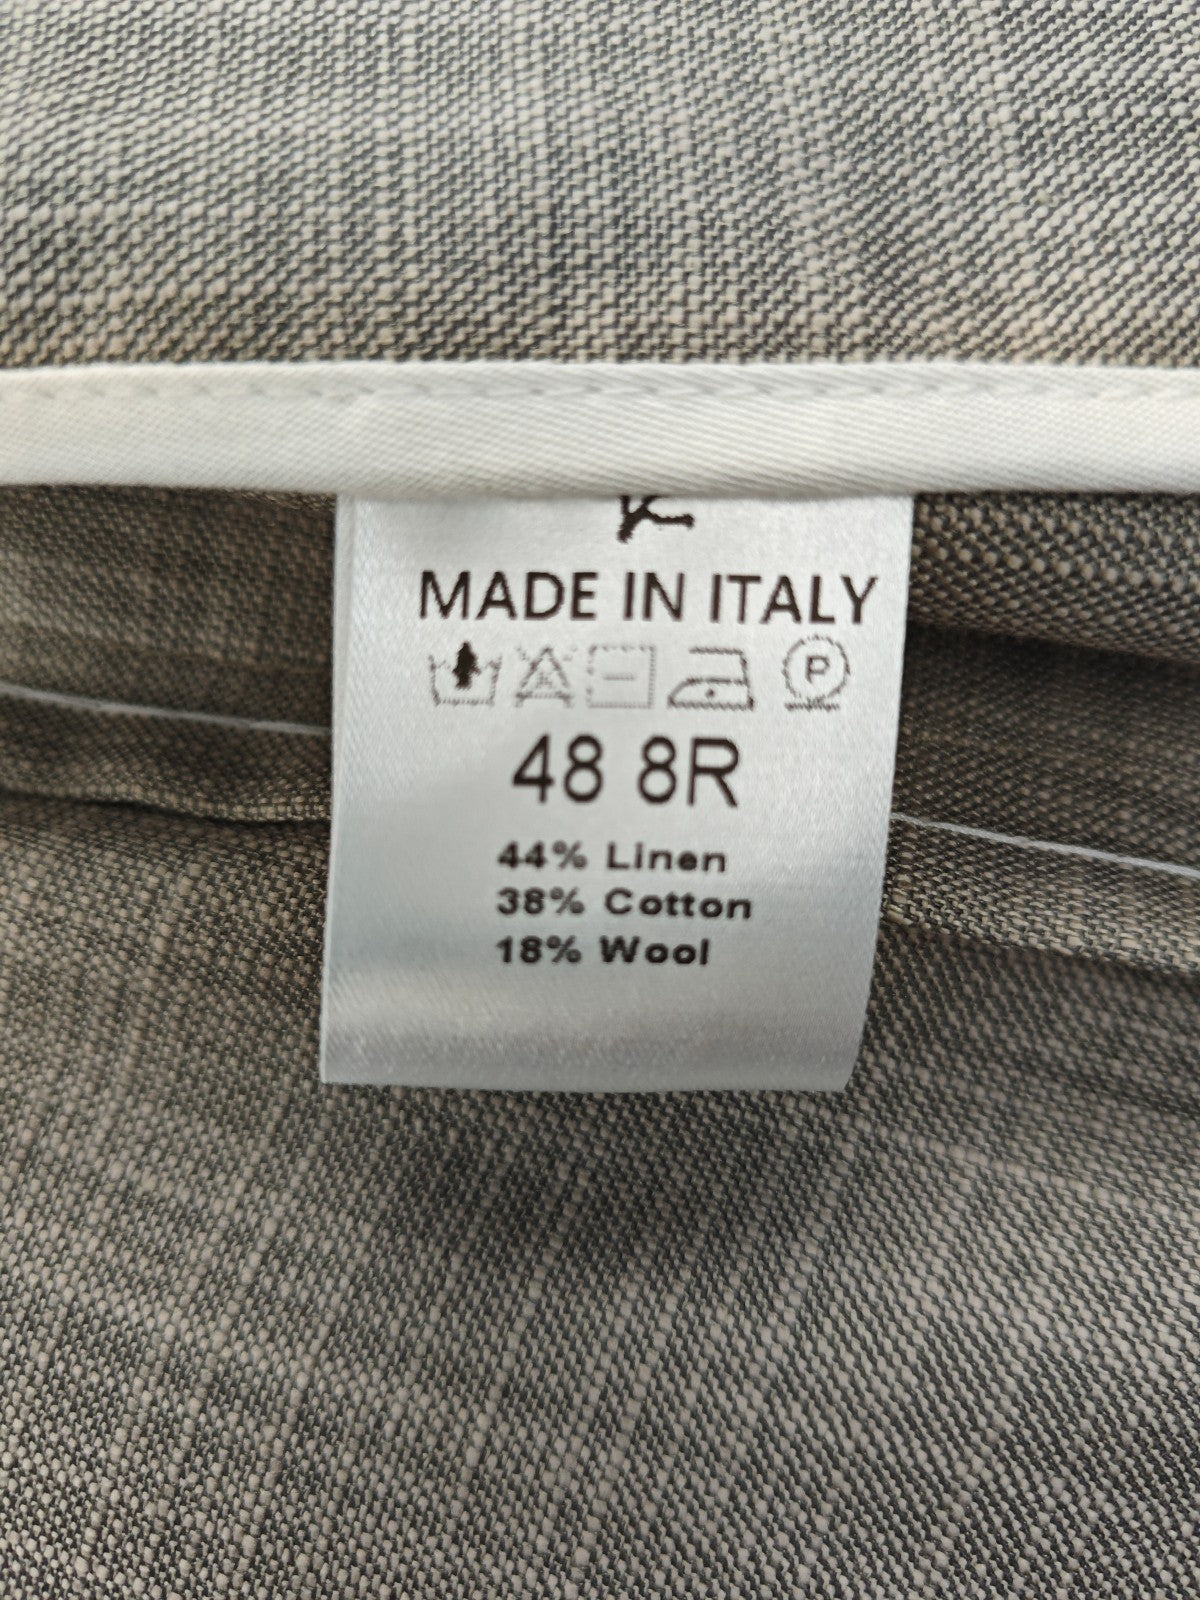 MADE IN ITALY
P
48 8R
44% Linen
38% Cotton
18% Wool